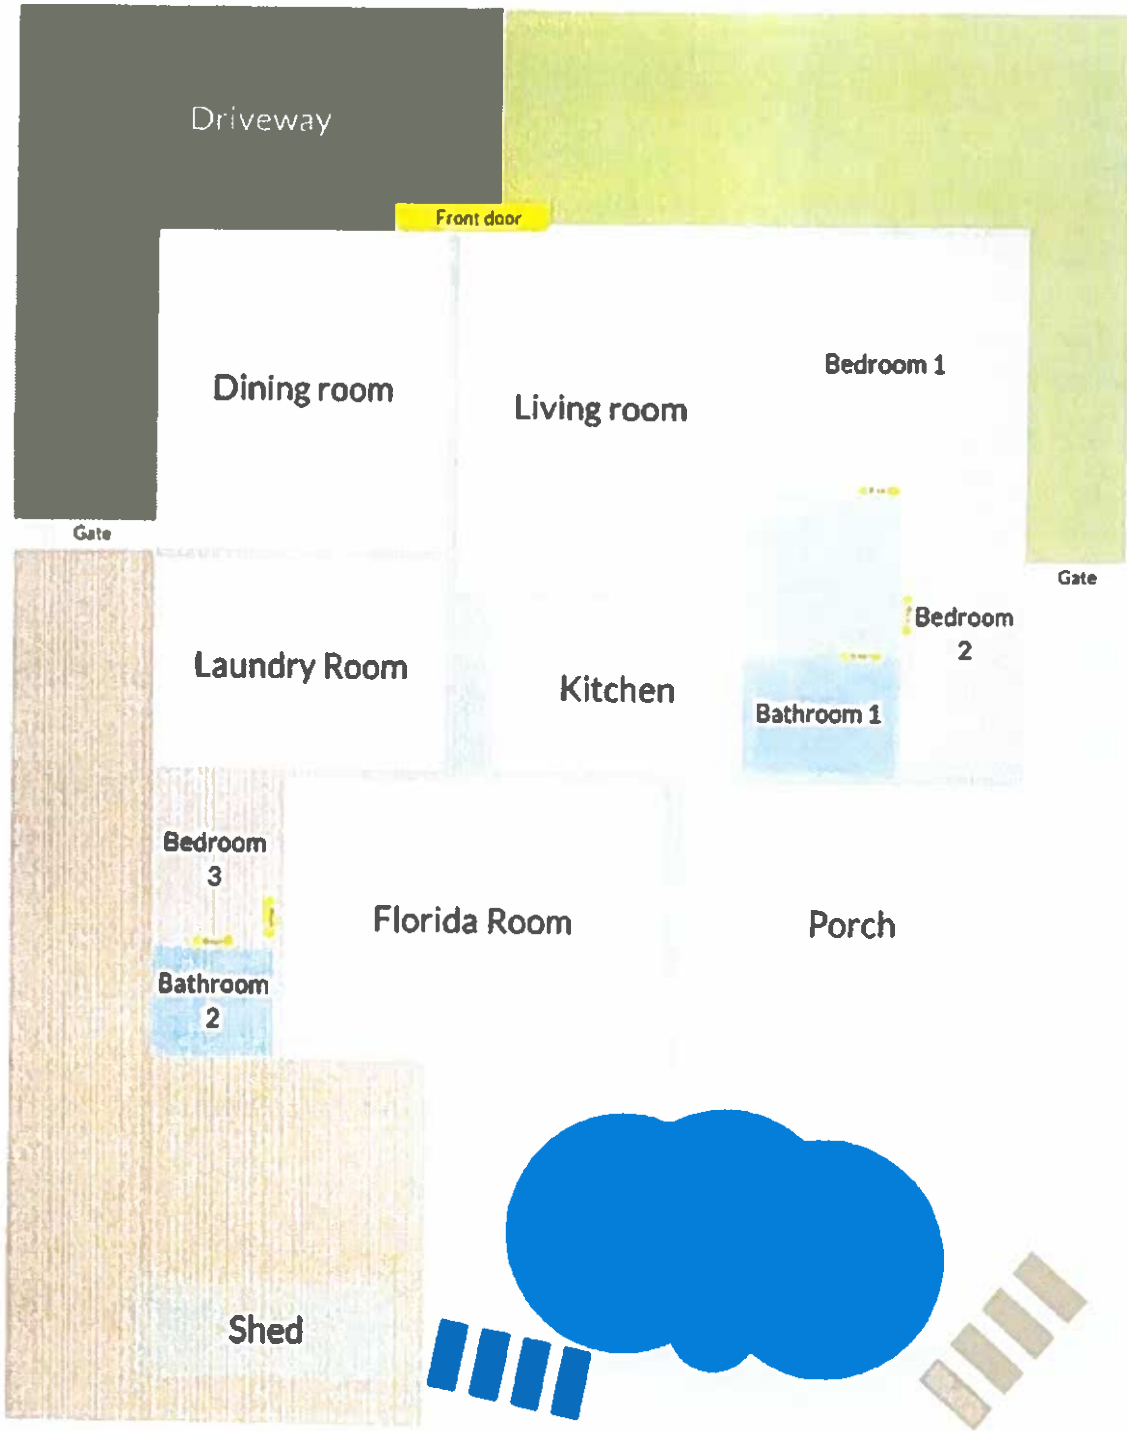 Driveway
Front door
Bedroom 1
Dining room
Living room
Gate
Gate
Bedroom
2
Laundry Room
Kitchen
Bathroom 1
Bedroom
3
Florida Room
Porch
Bathroom
2
Shed